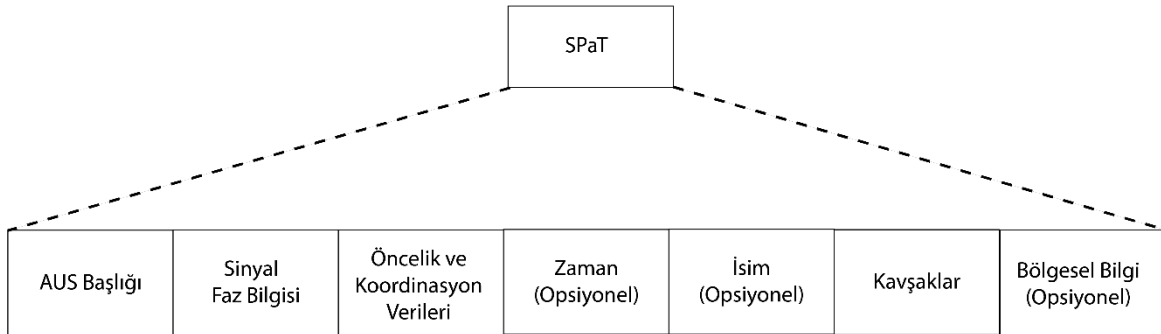 SPaT
AUS Başlığı
Sinyal
Faz Bilgisi
Öncelik ve
Koordinasyon
Verileri
Zaman
(Opsiyonel)
İsim
(Opsiyonel)
Kavşaklar
Bölgesel Bilgi
(Opsiyonel)